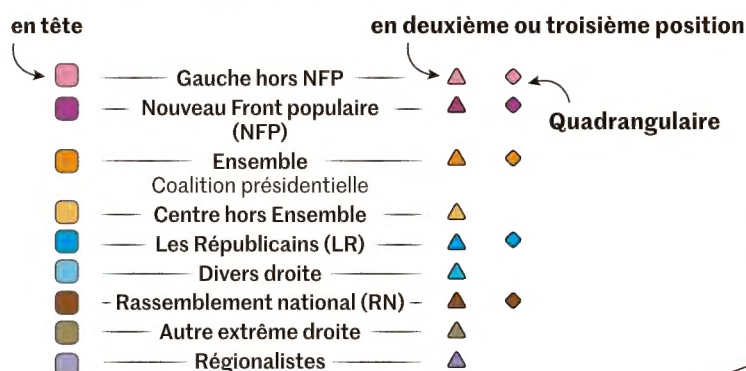 en tête
en deuxième ou troisième position
Gauche hors NFP
Nouveau Front populaire
(NFP)
Quadrangulaire
Ensemble
Coalition présidentielle
Centre hors Ensemble
Les Républicains (LR)
Divers droite
Rassemblement national (RN)
Autre extrême droite
Régionalistes